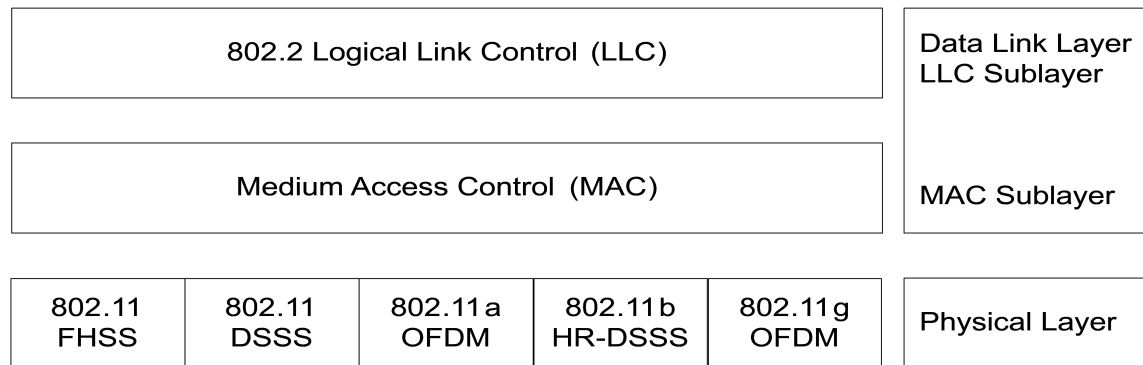 802.2 Logical Link Control (LLC)
Data Link Layer
LLC Sublayer
Medium Access Control (MAC)
MAC Sublayer
802.11
FHSS
802.11
DSSS
802.11a
OFDM
802.11b
HR-DSSS
802.11g
OFDM
Physical Layer